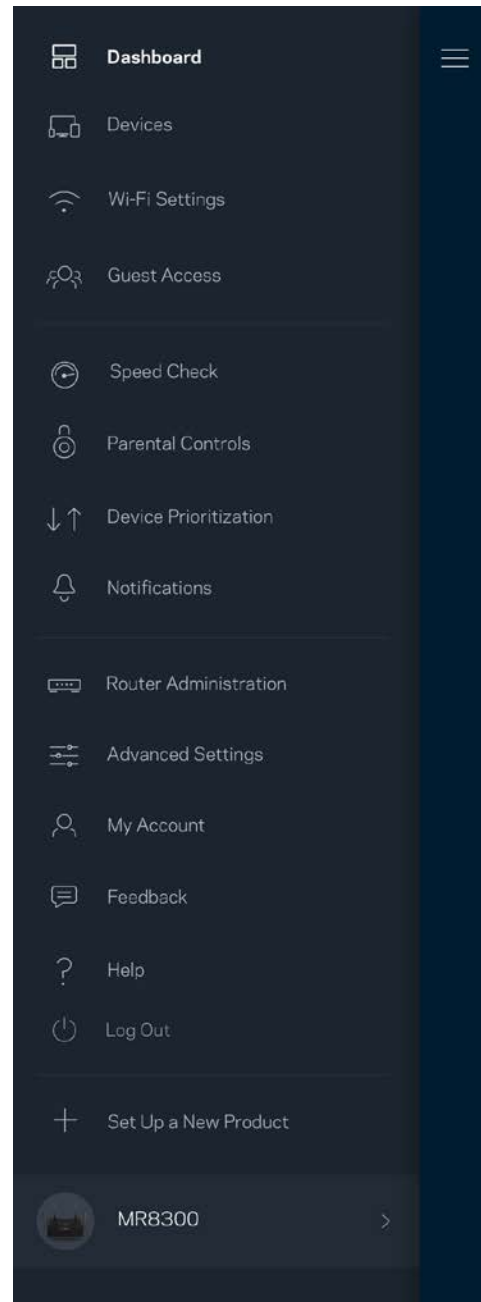 Dashboard
Devices
Wi-Fi Settings
Guest Access
Speed Check
Parental Controls
Device Prioritization
Notifications
Router Administration
Advanced Settings
My Account
Feedback
Help
Log Out
Set Up a New Product
MR8300